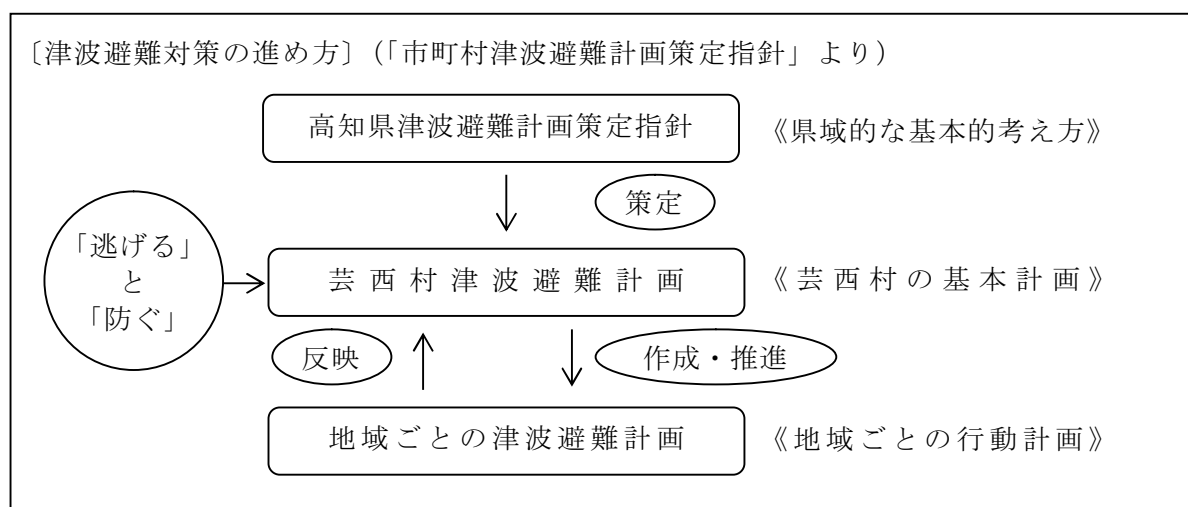 〔津波避難対策の進め方〕(「市町村津波避難計画策定指針」より)
高知県津波避難計画策定指針
《県域的な基本的考え方》
策定
「逃げる」
と
「防ぐ」
芸西村津波避難計画
《芸西村の基本計画》
反映
作成・推進
地域ごとの津波避難計画
《地域ごとの行動計画》